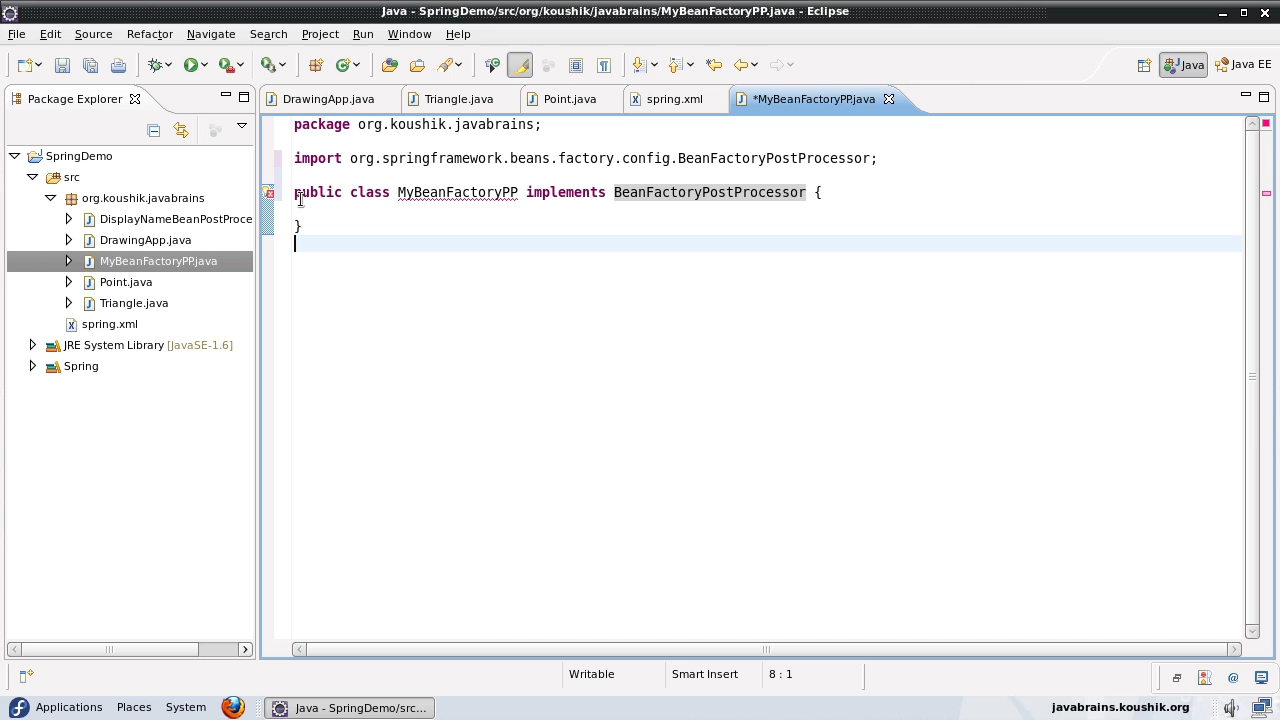 Java - SpringDemo/src/org/koushik/javabrains/MyBeanFactoryPP.java - Eclipse
File Edit Source Refactor Navigate Search Project Run Window Help
Java Java EE
Package Explorer
DrawingApp.java Triangle.java Point.java spring.xml *MyBeanFactoryPP.java
SpringDemo
src
org.koushik.javabrains
DisplayNameBeanPostProce
DrawingApp.java
MyBeanFactoryPP.java
Point.java
Triangle.java
spring.xml
JRE System Library [JavaSE-1.6]
Spring
package org.koushik.javabrains;
import org.springframework.beans.factory.config.BeanFactoryPostProcessor;
public class MyBeanFactoryPP implements BeanFactoryPostProcessor {
}
Writable Smart Insert 8 : 1
Applications Places System Java - SpringDemo/src... javabrains.koushik.org